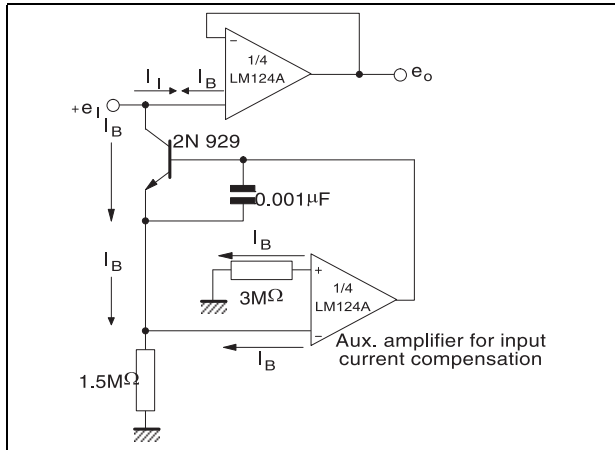 −
1/4
LM124A
e o
I I
I B
+e I
I B
2N 929
0.001µF
I B
I B
+
1/4
LM124A
3MΩ
−
Aux. amplifier for input
current compensation
I B
1.5MΩ